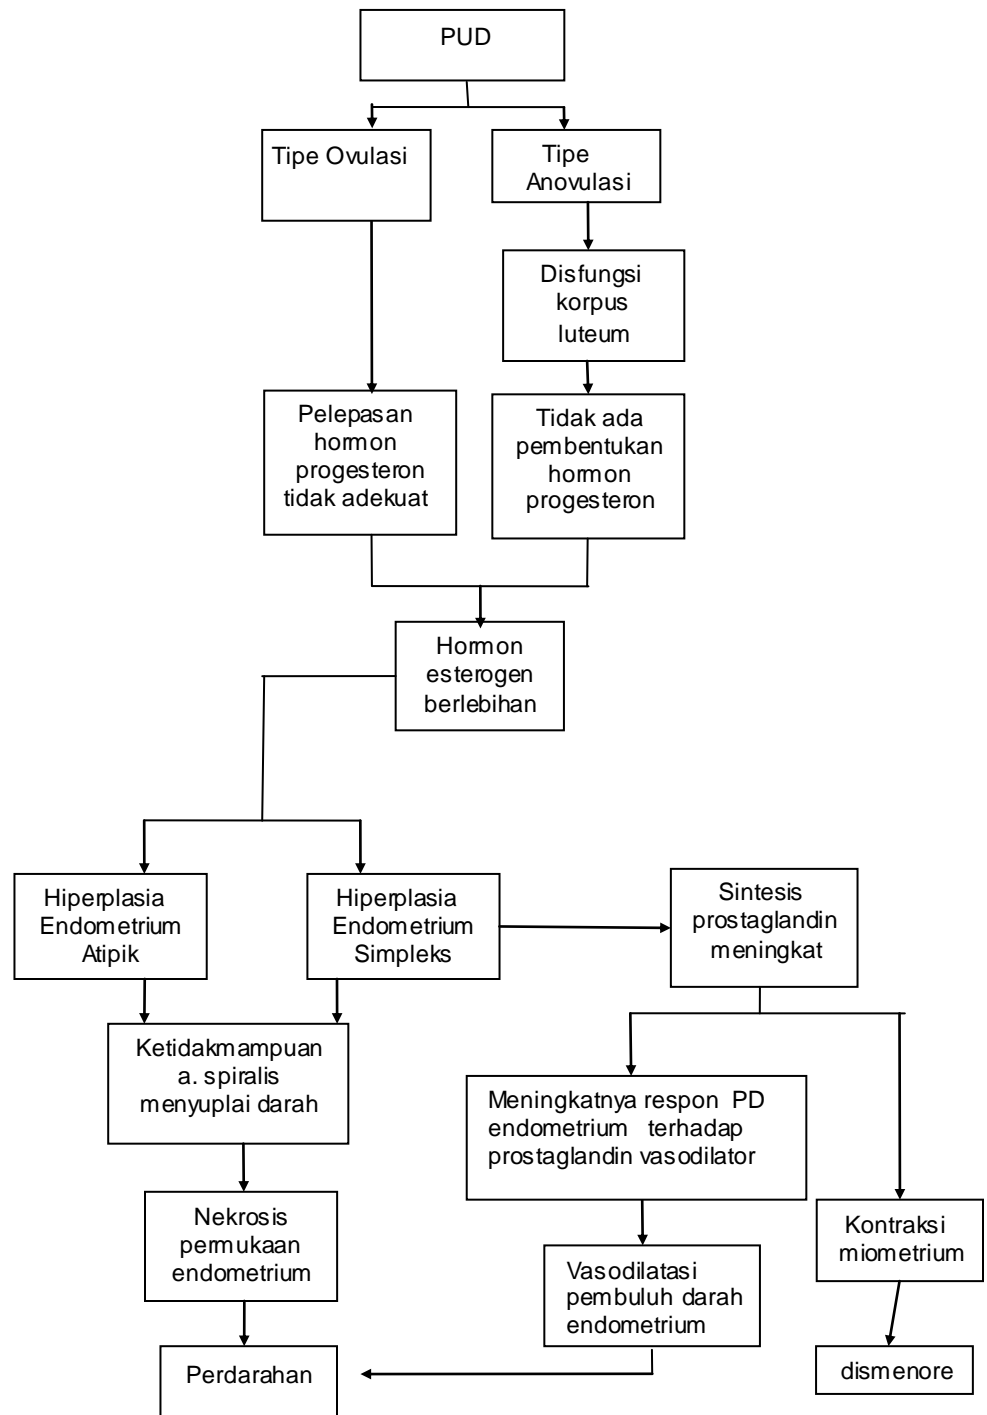 PUD
Tipe Ovulasi
Tipe
Anovulasi
Disfungsi
korpus
luteum
Pelepasan
hormon
progesteron
tidak adekuat
Tidak ada
pembentukan
hormon
progesteron
Hormon
esterogen
berlebihan
Hiperplasia
Endometrium
Atipik
Hiperplasia
Endometrium
Simpleks
Sintesis
prostaglandin
meningkat
Ketidakmampuan
a. spiralis
menyuplai darah
Meningkatnya respon PD
endometrium terhadap
prostaglandin vasodilator
Nekrosis
permukaan
endometrium
Kontraksi
miometrium
Vasodilatasi
pembuluh darah
endometrium
Perdarahan
dismenore